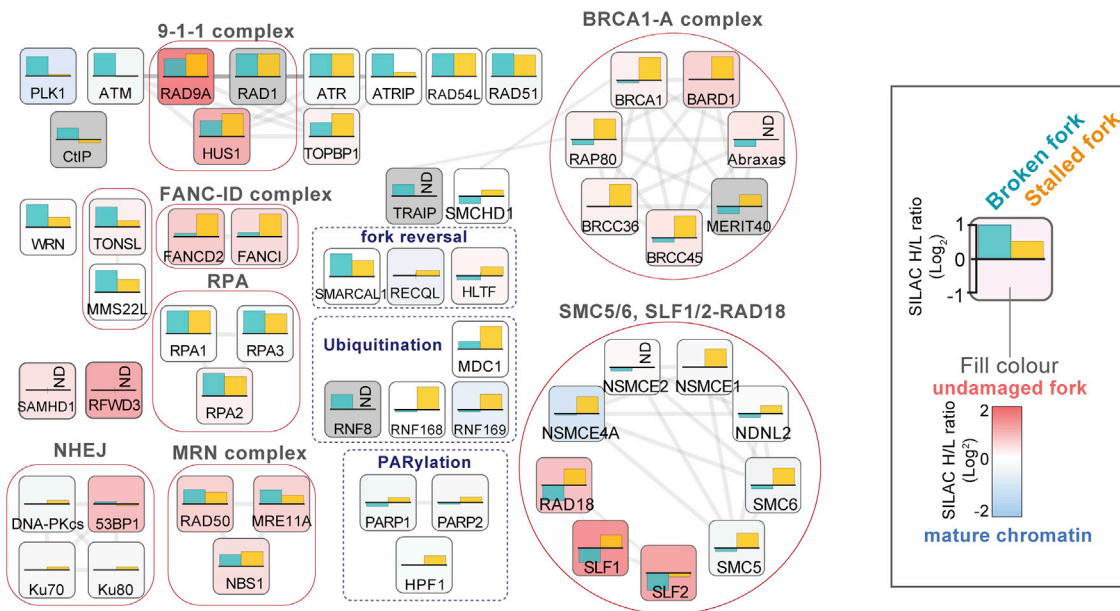 9-1-1 complex
BRCA1-A complex
PLK1
ATM
RAD9A
RAD1
ATR
ATRIP
RAD54L
RAD51
CtIP
HUS1
TOPBP1
BRCA1
BARD1
RAP80
ND
Abraxas
BRCC36
MERIT40
BRCC45
FANC-ID complex
WRN
TONSL
FANCD2
FANCI
MMS22L
ND
TRAIP
SMCHD1
fork reversal
SMARCAL1
RECQL
HLTF
RPA
RPA1
RPA3
RPA2
Ubiquitination
MDC1
ND
RNF8
RNF168
RNF169
ND
SAMHD1
ND
RFWD3
SMC5/6, SLF1/2-RAD18
ND
NSMCE2
NSMCE1
NSMCE4A
NDNL2
RAD18
SMC6
SLF1
SLF2
SMC5
NHEJ
DNA-PKcs
53BP1
Ku70
Ku80
MRN complex
RAD50
MRE11A
NBS1
PARylation
PARP1
PARP2
HPF1
Broken fork
Stalled fork
SILAC H/L ratio
(Log2)
1
0
-1
Fill colour
undamaged fork
SILAC H/L ratio
(Log²)
2
0
-2
mature chromatin